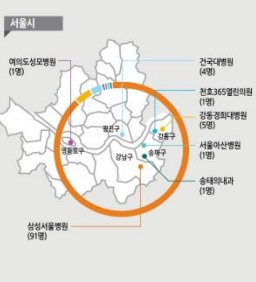 서울시
여의도성모병원
(1명)
건국대병원
(4명)
천호365열린의원
(1명)
강동경희대병원
(5명)
서울아산병원
(1명)
송태의내과
(1명)
삼성서울병원
(91명)
광진구
강동구
영등포구
강남구
송파구